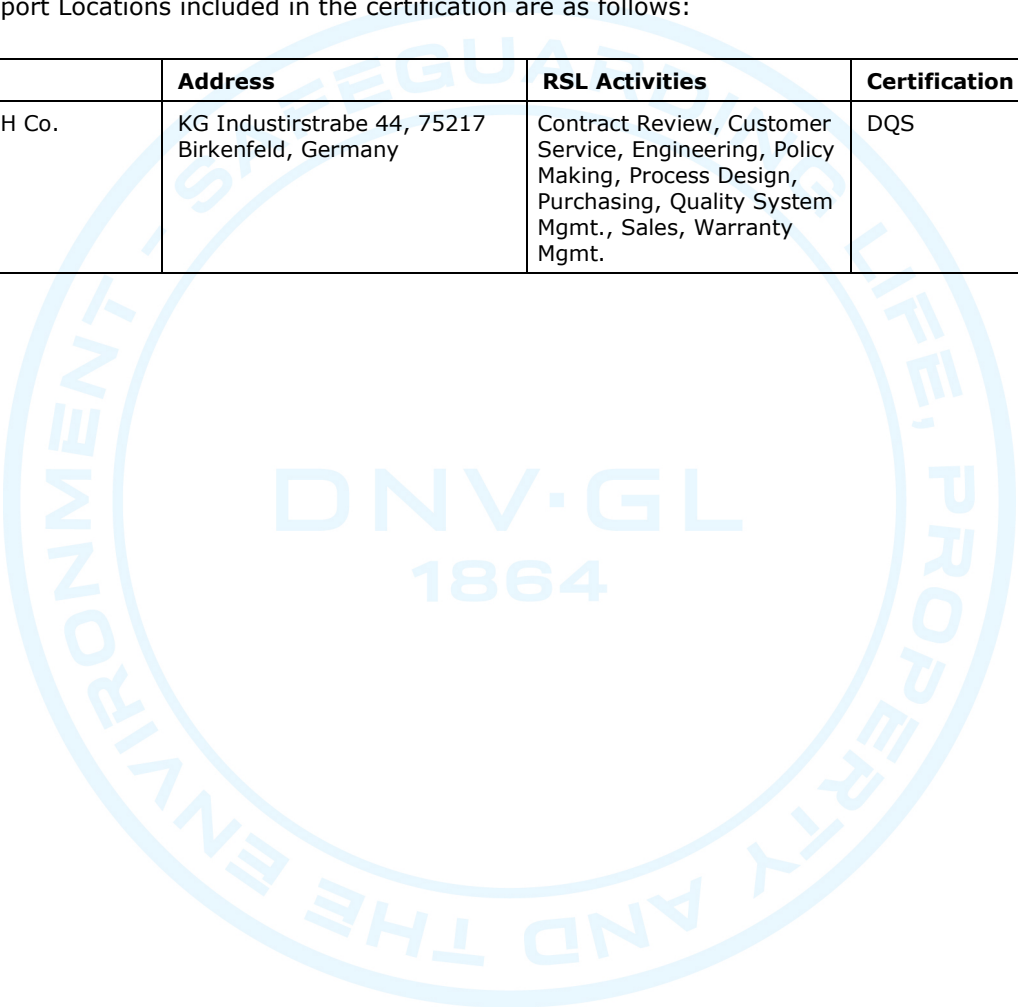 port Locations included in the certification are as follows:
Address RSL Activities Certification
H Co. KG Industirstrabe 44, 75217 Contract Review, Customer DQS
Birkenfeld, Germany Service, Engineering, Policy
Making, Process Design,
Purchasing, Quality System
Mgmt., Sales, Warranty
Mgmt.
SAFEGUARDING LIFE, PROPERTY AND THE ENVIRONMENT -
DNV·GL
1864